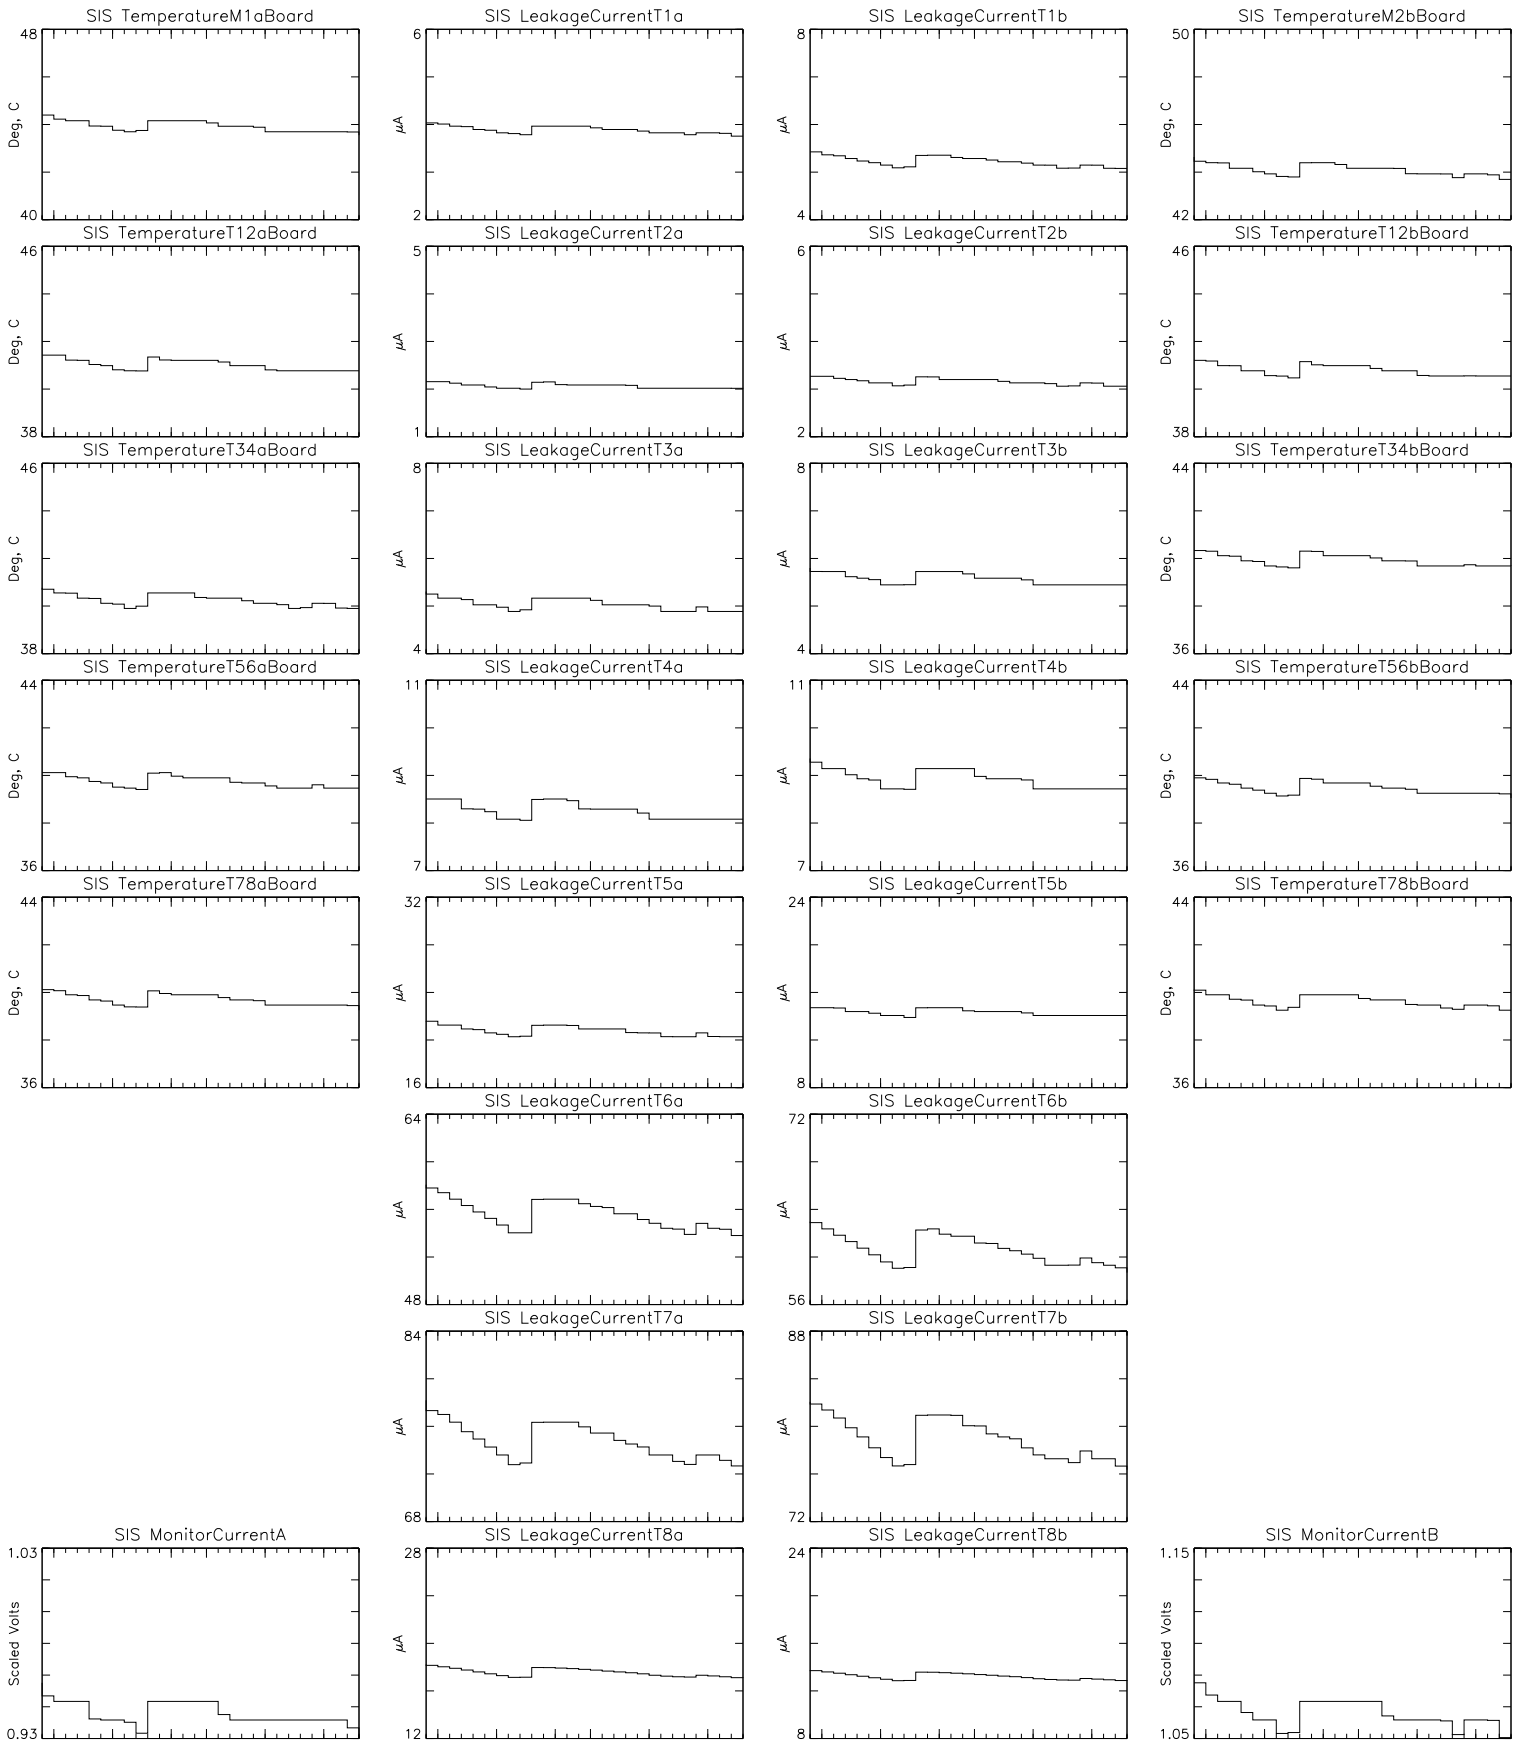 SIS TemperatureM1aBoard
48
Deg, C
40
SIS LeakageCurrentT1a
6
μA
2
SIS LeakageCurrentT1b
8
μA
4
SIS TemperatureM2bBoard
50
Deg, C
42
SIS TemperatureT12aBoard
46
Deg, C
38
SIS LeakageCurrentT2a
5
μA
1
SIS LeakageCurrentT2b
6
μA
2
SIS TemperatureT12bBoard
46
Deg, C
38
SIS TemperatureT34aBoard
46
Deg, C
38
SIS LeakageCurrentT3a
8
μA
4
SIS LeakageCurrentT3b
8
μA
4
SIS TemperatureT34bBoard
44
Deg, C
36
SIS TemperatureT56aBoard
44
Deg, C
36
SIS LeakageCurrentT4a
11
μA
7
SIS LeakageCurrentT4b
11
μA
7
SIS TemperatureT56bBoard
44
Deg, C
36
SIS TemperatureT78aBoard
44
Deg, C
36
SIS LeakageCurrentT5a
32
μA
16
SIS LeakageCurrentT5b
24
μA
8
SIS TemperatureT78bBoard
44
Deg, C
36
SIS LeakageCurrentT6a
64
μA
48
SIS LeakageCurrentT6b
72
μA
56
SIS LeakageCurrentT7a
84
μA
68
SIS LeakageCurrentT7b
88
μA
72
SIS MonitorCurrentA
1.03
Scaled Volts
0.93
SIS LeakageCurrentT8a
28
μA
12
SIS LeakageCurrentT8b
24
μA
8
SIS MonitorCurrentB
1.15
Scaled Volts
1.05